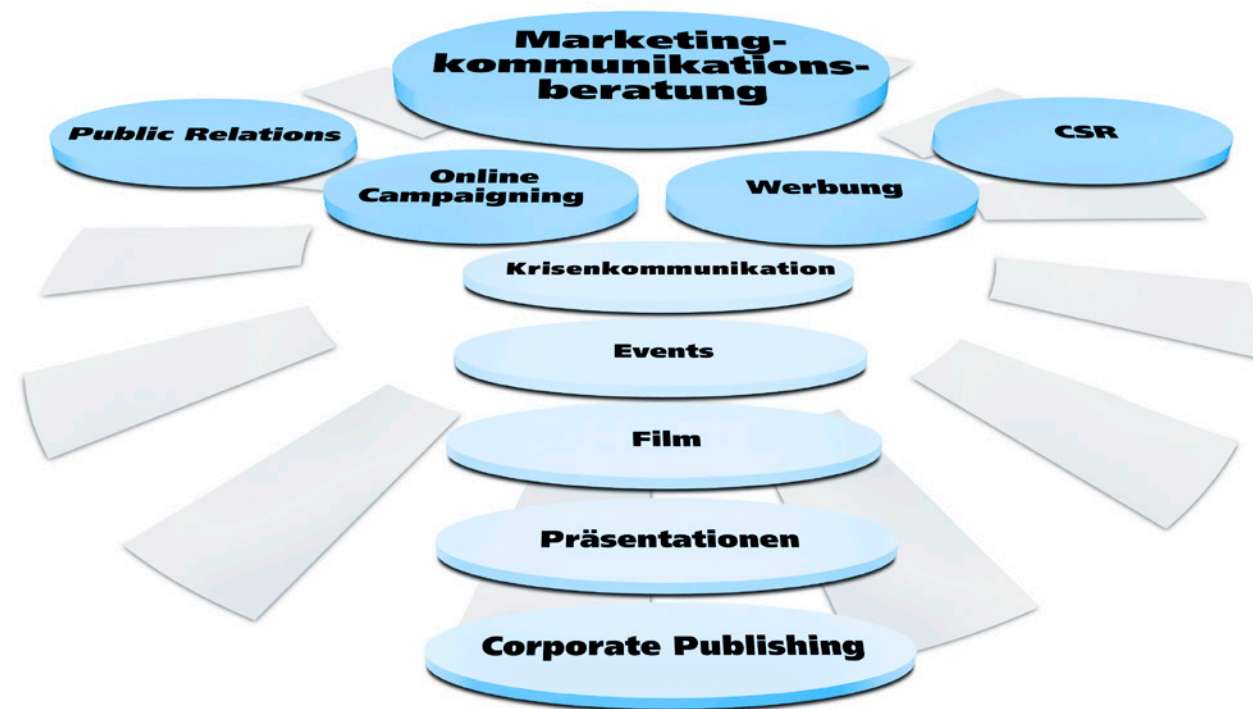 Marketing-
kommunikations-
beratung
Public Relations
CSR
Online
Campaigning
Werbung
Krisenkommunikation
Events
Film
Präsentationen
Corporate Publishing